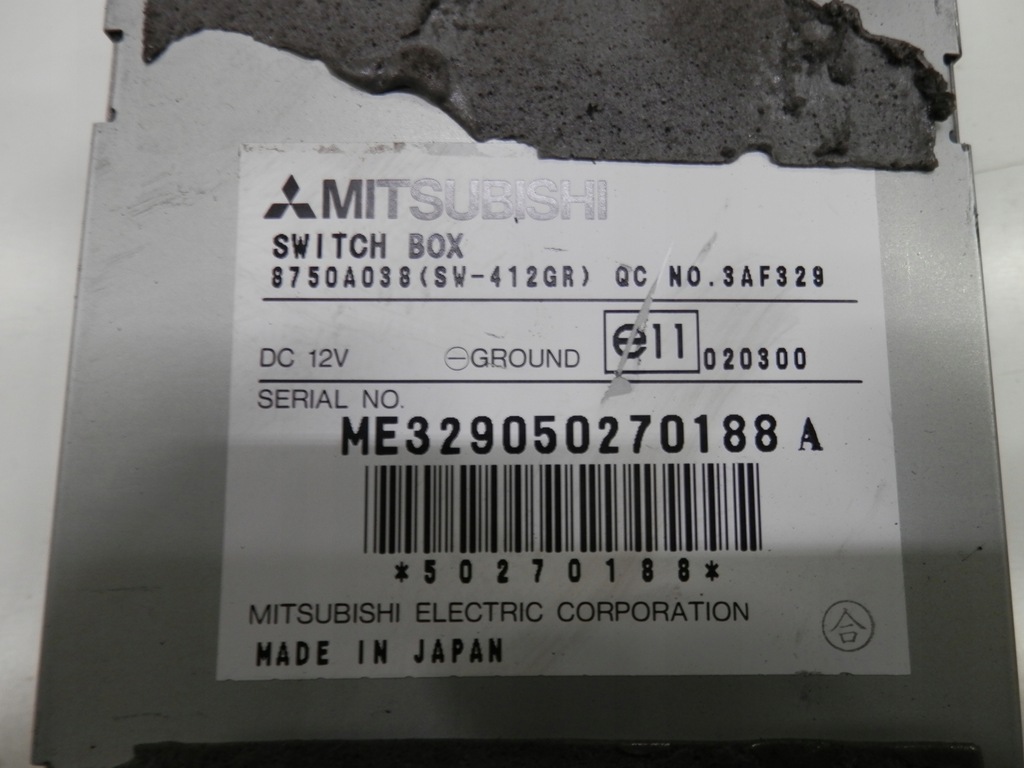 MITSUBISHI
SWITCH BOX
8750A038(SW-412GR) QC NO.3AF329
DC 12V ⊖GROUND e11 020300
SERIAL NO.
ME329050270188 A
*50270188*
MITSUBISHI ELECTRIC CORPORATION
合
MADE IN JAPAN